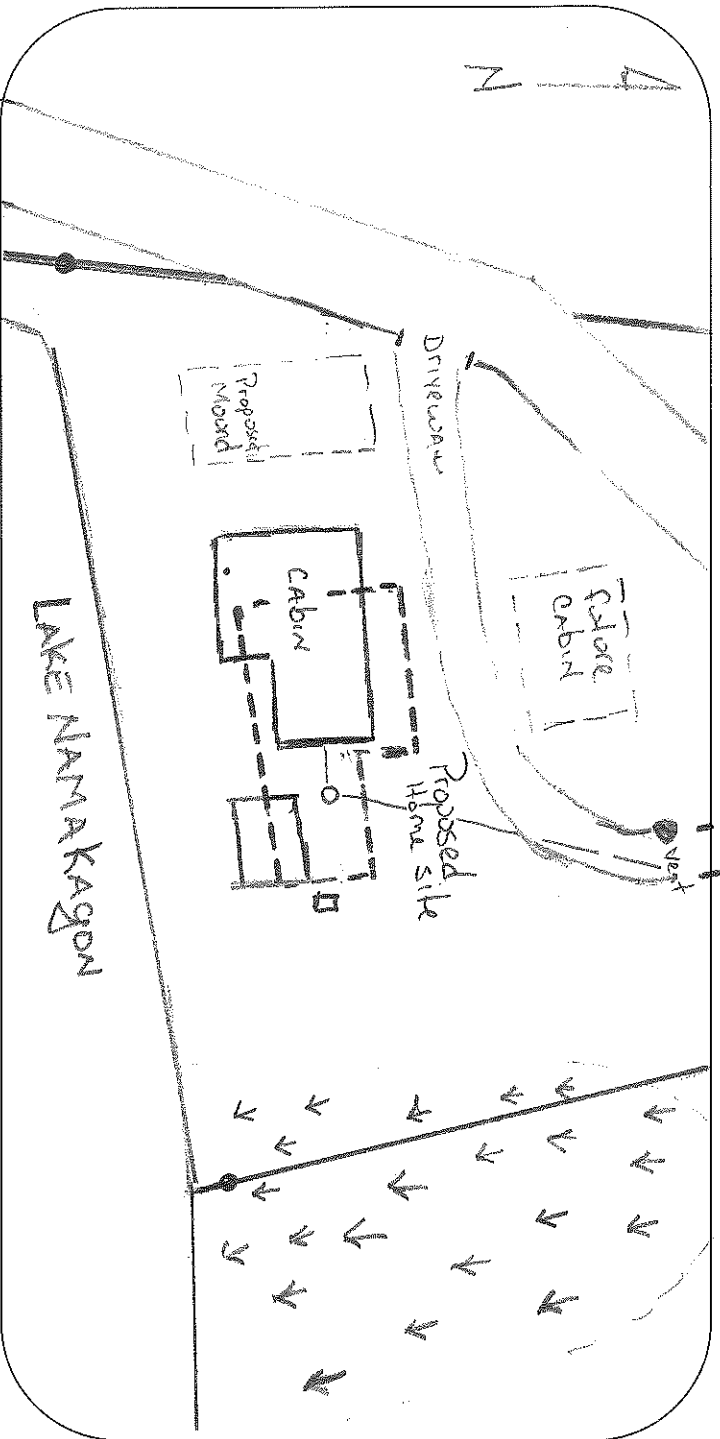 N
Driveway
Proposed
Mound
CABIN
future
CABIN
Proposed
Home site
vent
LAKE NAMAKAGON